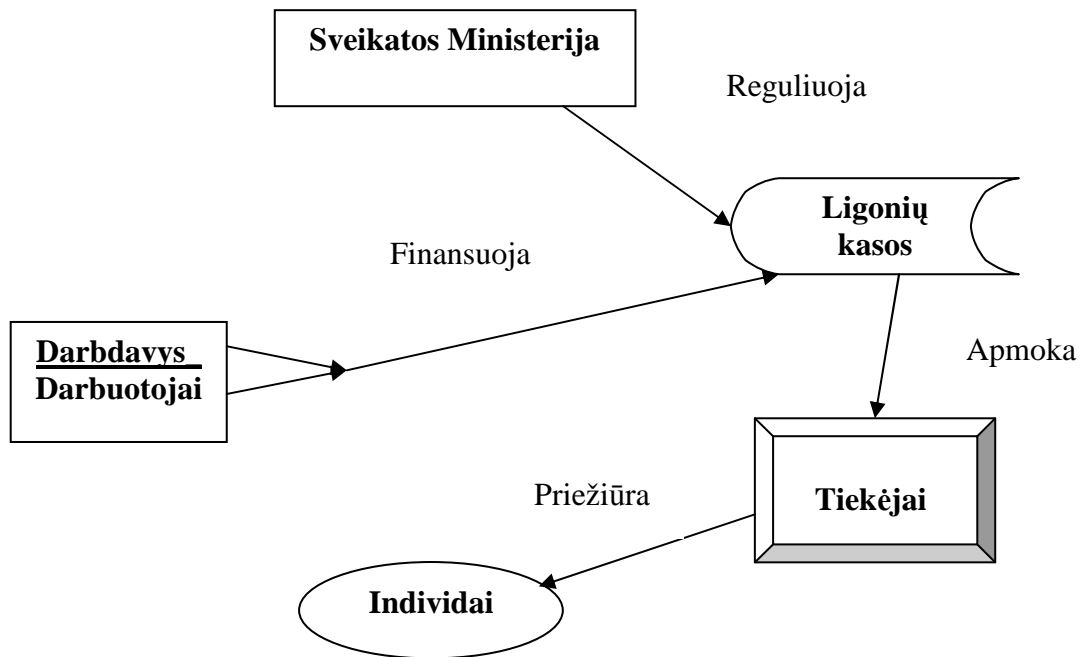 Sveikatos Ministerija
Reguliuoja
Ligonių
kasos
Finansuoja
Darbdavys_
Darbuotojai
Apmoka
Tiekėjai
Priežiūra
Individai